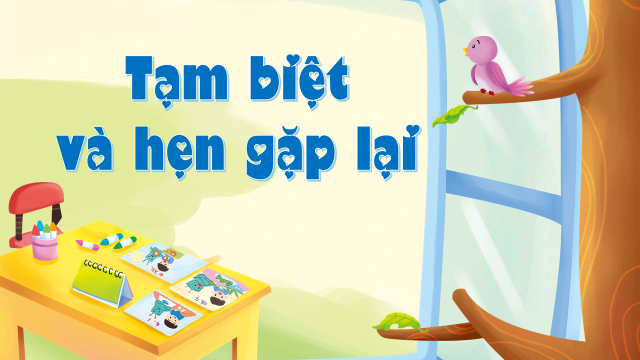 Tạm biệt
và hẹn gặp lại